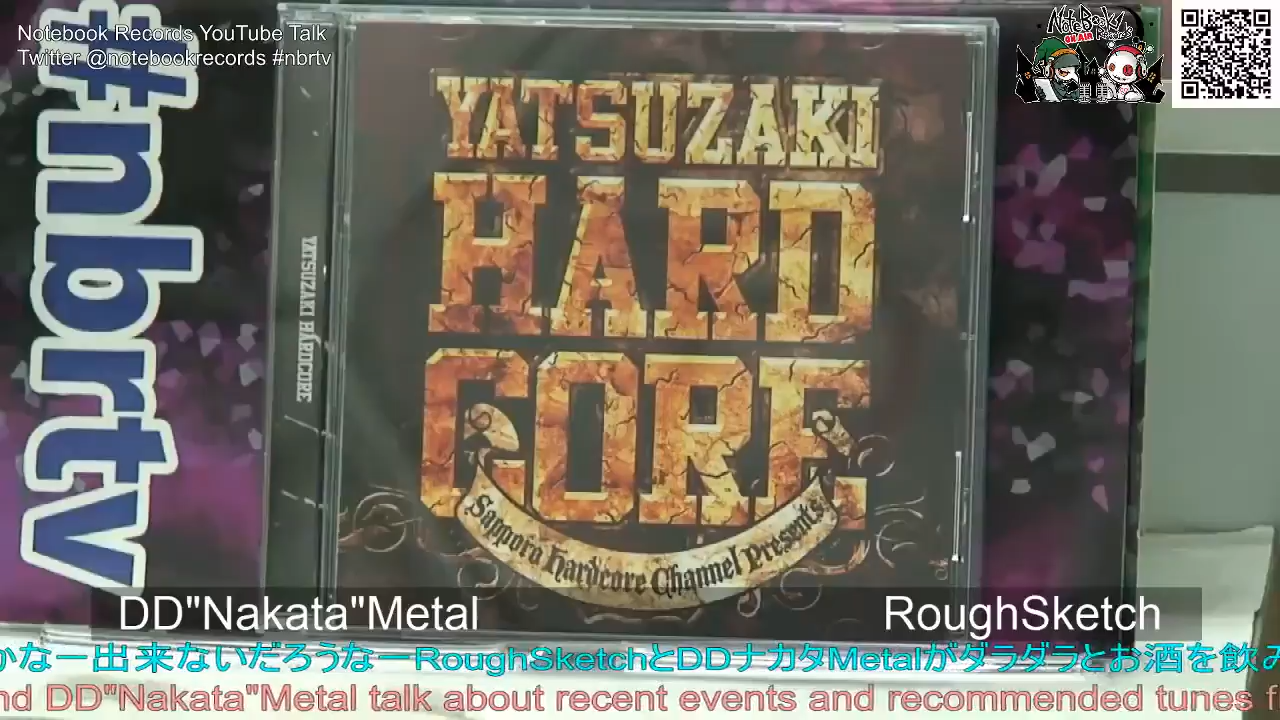 Notebook Records YouTube Talk
Twitter @notebookrecords #nbrtv
NoteBook Records
ON AIR
#nbrtv
YATSUZAKI HARDCORE
YATSUZAKI
HARD
CORE
Sapporo Hardcore Channel Presents
DD"Nakata"Metal
RoughSketch
かなー出来ないだろうなーRoughSketchとDDナカタMetalがダラダラとお酒を飲み
nd DD"Nakata"Metal talk about recent events and recommended tunes f